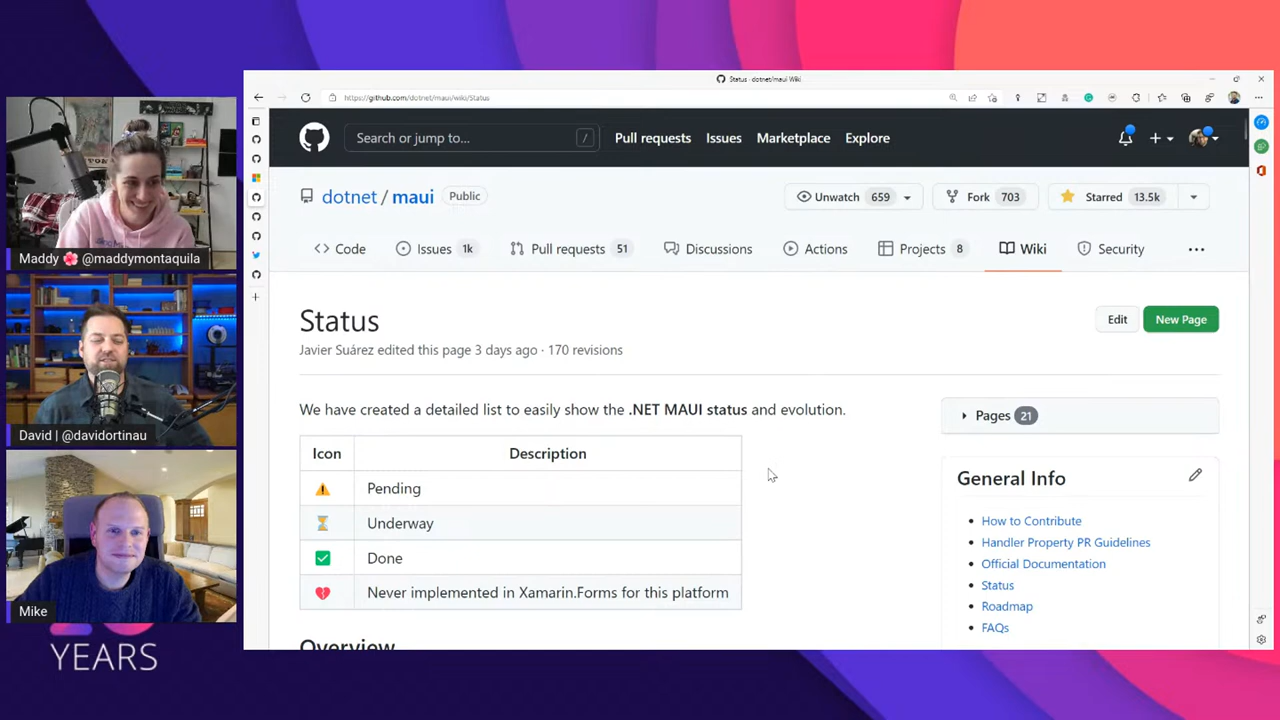 Status · dotnet/maui Wiki
https://github.com/dotnet/maui/wiki/Status
Search or jump to...
/
Pull requests
Issues
Marketplace
Explore
dotnet / maui
Public
Unwatch 659
Fork 703
Starred 13.5k
Code
Issues 1k
Pull requests 51
Discussions
Actions
Projects 8
Wiki
Security
Status
Edit
New Page
Javier Suárez edited this page 3 days ago · 170 revisions
We have created a detailed list to easily show the .NET MAUI status and evolution.
Icon Description
Pending
Underway
Done
Never implemented in Xamarin.Forms for this platform
Overview
Pages 21
General Info
How to Contribute
Handler Property PR Guidelines
Official Documentation
Status
Roadmap
FAQs
Maddy 🌸 @maddymontaquila
David | @davidortinau
Mike
YEARS